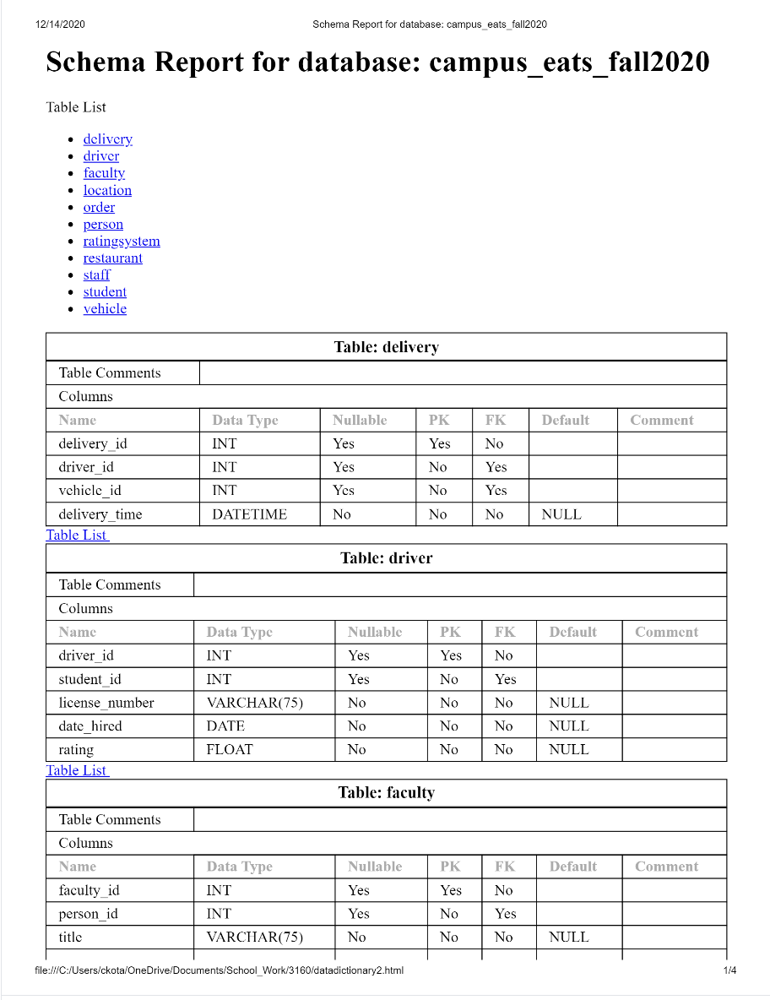 12/14/2020 Schema Report for database: campus_eats_fall2020
Schema Report for database: campus_eats_fall2020
Table List
• delivery
• driver
• faculty
• location
• order
• person
• ratingsystem
• restaurant
• staff
• student
• vehicle
Table: delivery
Table Comments
Columns
Name Data Type Nullable PK FK Default Comment
delivery_id INT Yes Yes No
driver_id INT Yes No Yes
vehicle_id INT Yes No Yes
delivery_time DATETIME No No No NULL
Table List
Table: driver
Table Comments
Columns
Name Data Type Nullable PK FK Default Comment
driver_id INT Yes Yes No
student_id INT Yes No Yes
license_number VARCHAR(75) No No No NULL
date_hired DATE No No No NULL
rating FLOAT No No No NULL
Table List
Table: faculty
Table Comments
Columns
Name Data Type Nullable PK FK Default Comment
faculty_id INT Yes Yes No
person_id INT Yes No Yes
title VARCHAR(75) No No No NULL
file:///C:/Users/ckota/OneDrive/Documents/School_Work/3160/datadictionary2.html 1/4